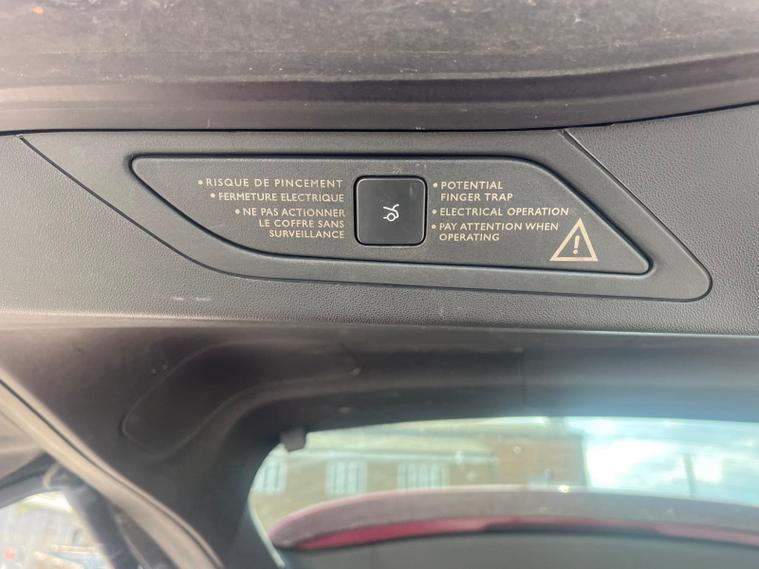 • RISQUE DE PINCEMENT
• FERMETURE ELECTRIQUE
• NE PAS ACTIONNER
LE COFFRE SANS
SURVEILLANCE
• POTENTIAL
FINGER TRAP
• ELECTRICAL OPERATION
• PAY ATTENTION WHEN
OPERATING
!